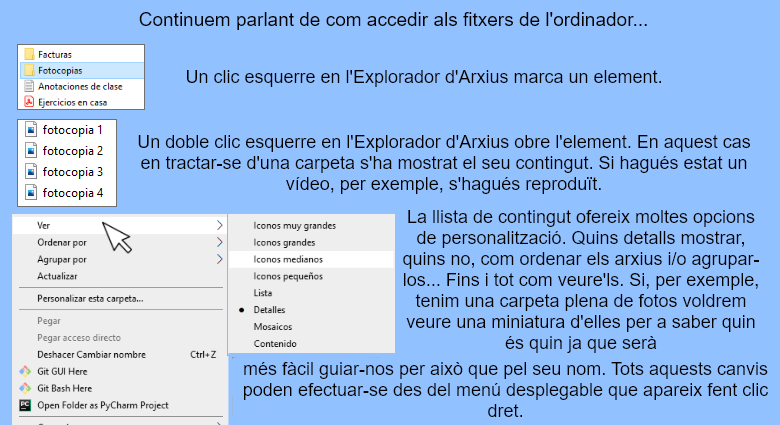 Continuem parlant de com accedir als fitxers de l'ordinador...
Facturas
Fotocopias
Anotaciones de clase
Ejercicios en casa
Un clic esquerre en l'Explorador d'Arxius marca un element.
fotocopia 1
fotocopia 2
fotocopia 3
fotocopia 4
Un doble clic esquerre en l'Explorador d'Arxius obre l'element. En aquest cas
en tractar-se d'una carpeta s'ha mostrat el seu contingut. Si hagués estat un
vídeo, per exemple, s'hagués reproduït.
Ver
Ordenar por
Agrupar por
Actualizar
Personalizar esta carpeta...
Pegar
Pegar acceso directo
Deshacer Cambiar nombre Ctrl+Z
Git GUI Here
Git Bash Here
Open Folder as PyCharm Project
Iconos muy grandes
Iconos grandes
Iconos medianos
Iconos pequeños
Lista
Detalles
Mosaicos
Contenido
La llista de contingut ofereix moltes opcions
de personalització. Quins detalls mostrar,
quins no, com ordenar els arxius i/o agrupar-
los... Fins i tot com veure'ls. Si, per exemple,
tenim una carpeta plena de fotos voldrem
veure una miniatura d'elles per a saber quin
és quin ja que serà
més fàcil guiar-nos per això que pel seu nom. Tots aquests canvis
poden efectuar-se des del menú desplegable que apareix fent clic
dret.